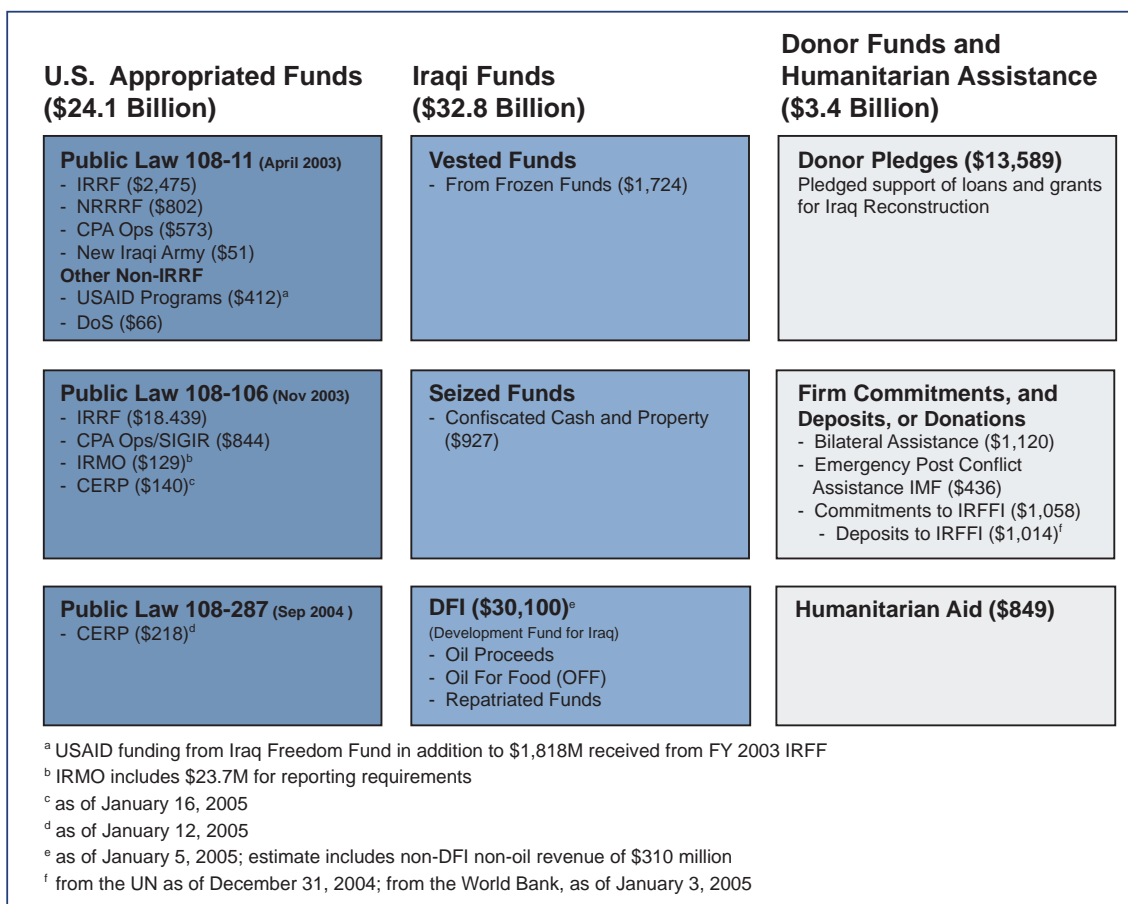 U.S. Appropriated Funds
($24.1 Billion)
Public Law 108-11 (April 2003)
- IRRF ($2,475)
- NRRRF ($802)
- CPA Ops ($573)
- New Iraqi Army ($51)
Other Non-IRRF
- USAID Programs ($412)a
- DoS ($66)
Public Law 108-106 (Nov 2003)
- IRRF ($18.439)
- CPA Ops/SIGIR ($844)
- IRMO ($129)b
- CERP ($140)c
Public Law 108-287 (Sep 2004 )
- CERP ($218)d
Iraqi Funds
($32.8 Billion)
Vested Funds
- From Frozen Funds ($1,724)
Seized Funds
- Confiscated Cash and Property
($927)
DFI ($30,100)e
(Development Fund for Iraq)
- Oil Proceeds
- Oil For Food (OFF)
- Repatriated Funds
Donor Funds and
Humanitarian Assistance
($3.4 Billion)
Donor Pledges ($13,589)
Pledged support of loans and grants
for Iraq Reconstruction
Firm Commitments, and
Deposits, or Donations
- Bilateral Assistance ($1,120)
- Emergency Post Conflict
Assistance IMF ($436)
- Commitments to IRFFI ($1,058)
- Deposits to IRFFI ($1,014)f
Humanitarian Aid ($849)
a USAID funding from Iraq Freedom Fund in addition to $1,818M received from FY 2003 IRFF
b IRMO includes $23.7M for reporting requirements
c as of January 16, 2005
d as of January 12, 2005
e as of January 5, 2005; estimate includes non-DFI non-oil revenue of $310 million
f from the UN as of December 31, 2004; from the World Bank, as of January 3, 2005